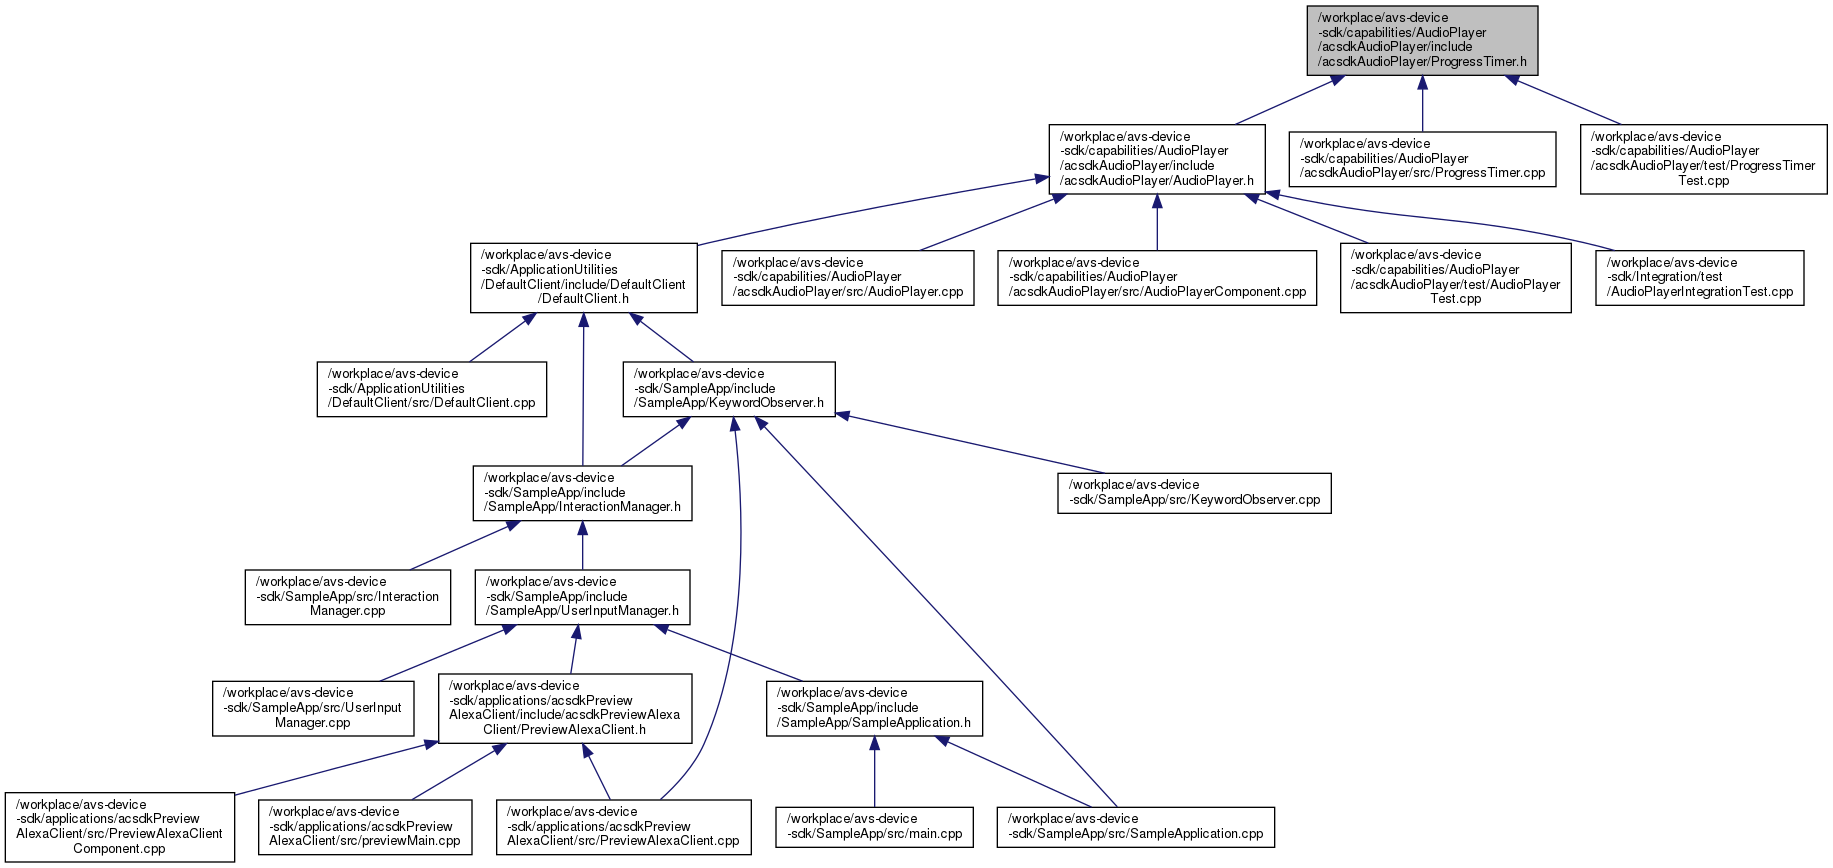 /workplace/avs-device
-sdk/capabilities/AudioPlayer
/acsdkAudioPlayer/include
/acsdkAudioPlayer/ProgressTimer.h
/workplace/avs-device
-sdk/capabilities/AudioPlayer
/acsdkAudioPlayer/include
/acsdkAudioPlayer/AudioPlayer.h
/workplace/avs-device
-sdk/capabilities/AudioPlayer
/acsdkAudioPlayer/src/ProgressTimer.cpp
/workplace/avs-device
-sdk/capabilities/AudioPlayer
/acsdkAudioPlayer/test/ProgressTimer
Test.cpp
/workplace/avs-device
-sdk/ApplicationUtilities
/DefaultClient/include/DefaultClient
/DefaultClient.h
/workplace/avs-device
-sdk/capabilities/AudioPlayer
/acsdkAudioPlayer/src/AudioPlayer.cpp
/workplace/avs-device
-sdk/capabilities/AudioPlayer
/acsdkAudioPlayer/src/AudioPlayerComponent.cpp
/workplace/avs-device
-sdk/capabilities/AudioPlayer
/acsdkAudioPlayer/test/AudioPlayer
Test.cpp
/workplace/avs-device
-sdk/Integration/test
/AudioPlayerIntegrationTest.cpp
/workplace/avs-device
-sdk/ApplicationUtilities
/DefaultClient/src/DefaultClient.cpp
/workplace/avs-device
-sdk/SampleApp/include
/SampleApp/KeywordObserver.h
/workplace/avs-device
-sdk/SampleApp/include
/SampleApp/InteractionManager.h
/workplace/avs-device
-sdk/SampleApp/src/KeywordObserver.cpp
/workplace/avs-device
-sdk/SampleApp/src/Interaction
Manager.cpp
/workplace/avs-device
-sdk/SampleApp/include
/SampleApp/UserInputManager.h
/workplace/avs-device
-sdk/SampleApp/src/UserInput
Manager.cpp
/workplace/avs-device
-sdk/applications/acsdkPreview
AlexaClient/include/acsdkPreviewAlexa
Client/PreviewAlexaClient.h
/workplace/avs-device
-sdk/SampleApp/include
/SampleApp/SampleApplication.h
/workplace/avs-device
-sdk/applications/acsdkPreview
AlexaClient/src/PreviewAlexaClient
Component.cpp
/workplace/avs-device
-sdk/applications/acsdkPreview
AlexaClient/src/previewMain.cpp
/workplace/avs-device
-sdk/applications/acsdkPreview
AlexaClient/src/PreviewAlexaClient.cpp
/workplace/avs-device
-sdk/SampleApp/src/main.cpp
/workplace/avs-device
-sdk/SampleApp/src/SampleApplication.cpp